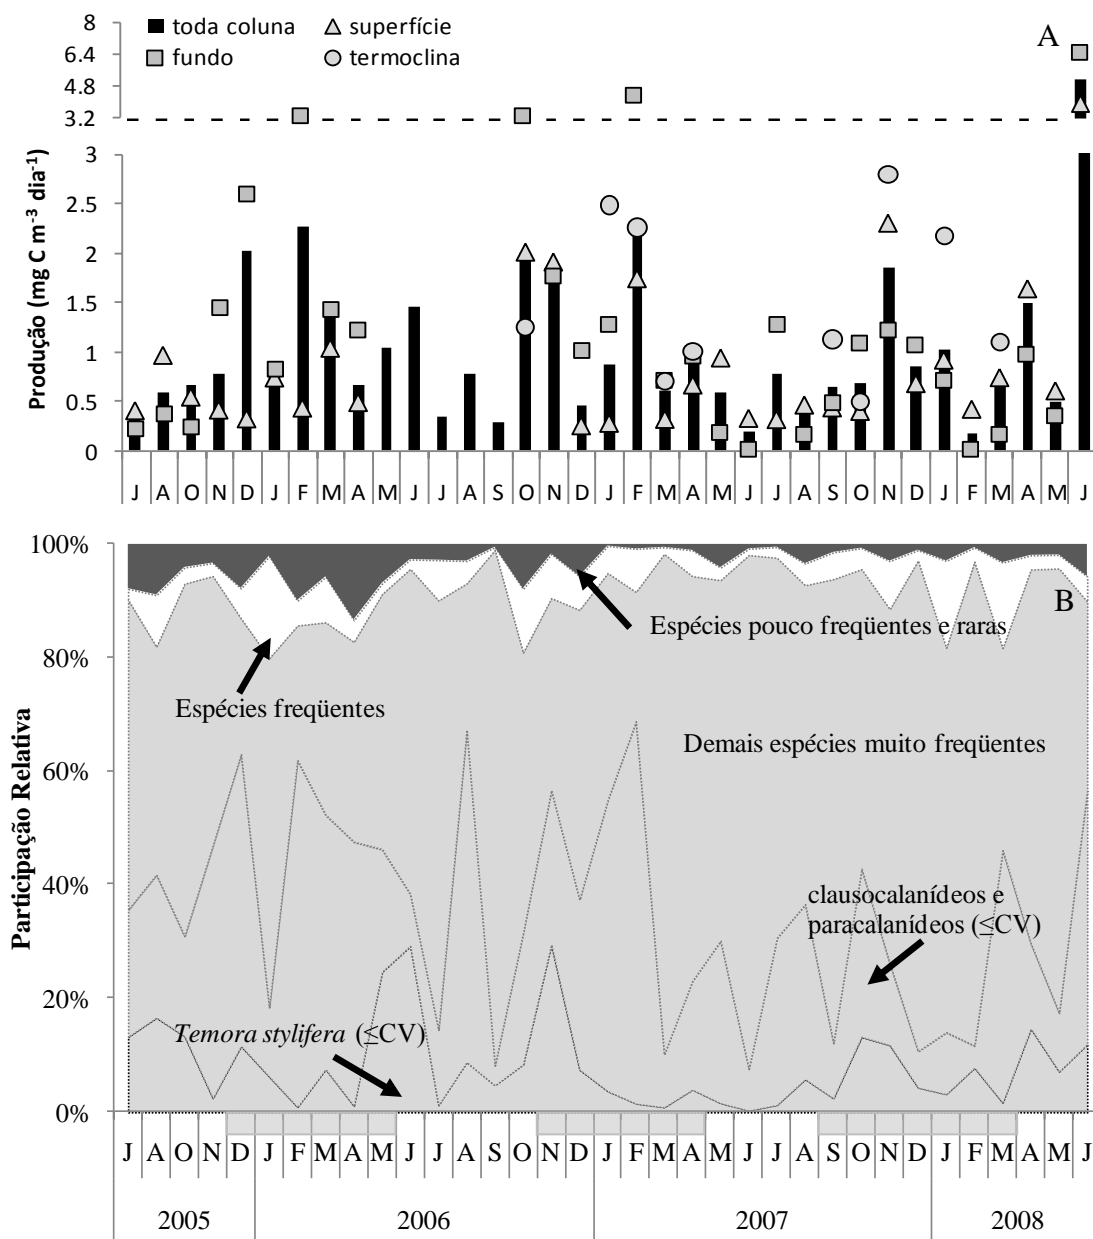 toda coluna superfície
fundo termoclina
A
8
6.4
4.8
3.2
3
2.5
2
1.5
1
0.5
0
Produção (mg C m⁻³ dia⁻¹)
J A O N D J F M A M J J A S O N D J F M A M J J A S O N D J F M A M J
100%
80%
60%
40%
20%
0%
Participação Relativa
B
Espécies pouco freqüentes e raras
Espécies freqüentes
Demais espécies muito freqüentes
clausocalanídeos e
paracalanídeos (≤CV)
Temora stylifera (≤CV)
J A O N D J F M A M J J A S O N D J F M A M J J A S O N D J F M A M J
2005 2006 2007 2008